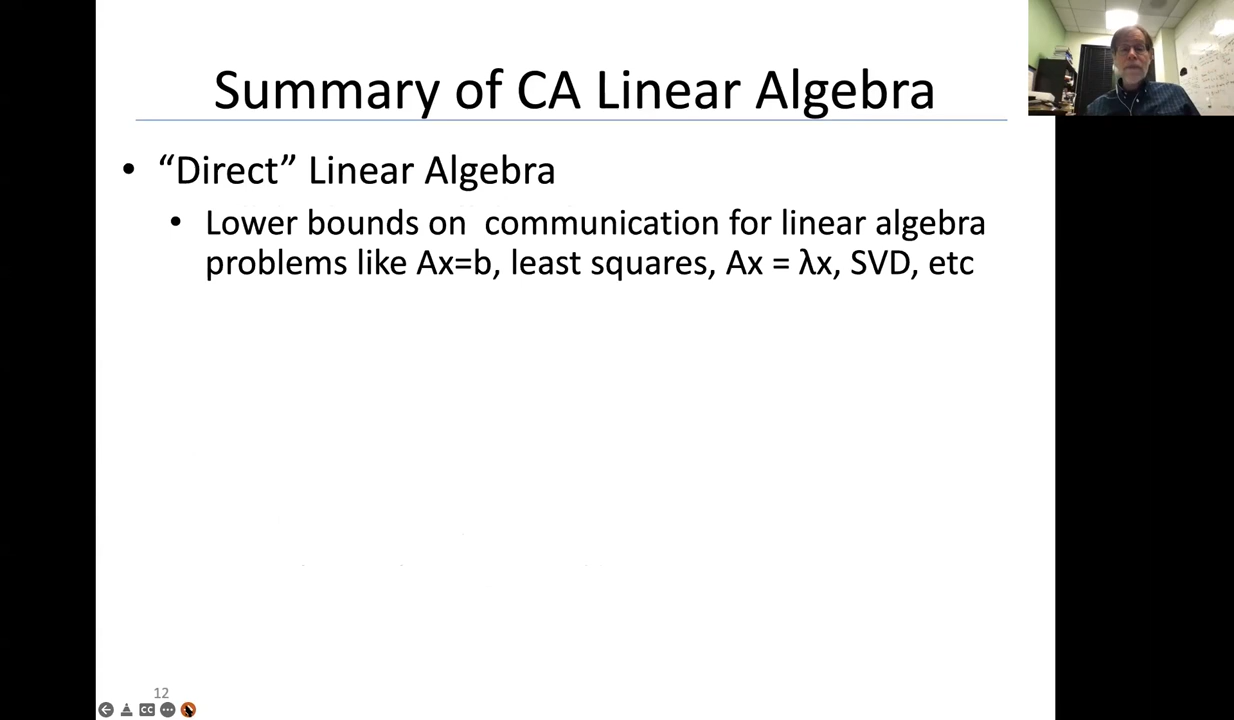 Summary of CA Linear Algebra
• “Direct” Linear Algebra
• Lower bounds on  communication for linear algebra
problems like Ax=b, least squares, Ax = λx, SVD, etc
12
CC